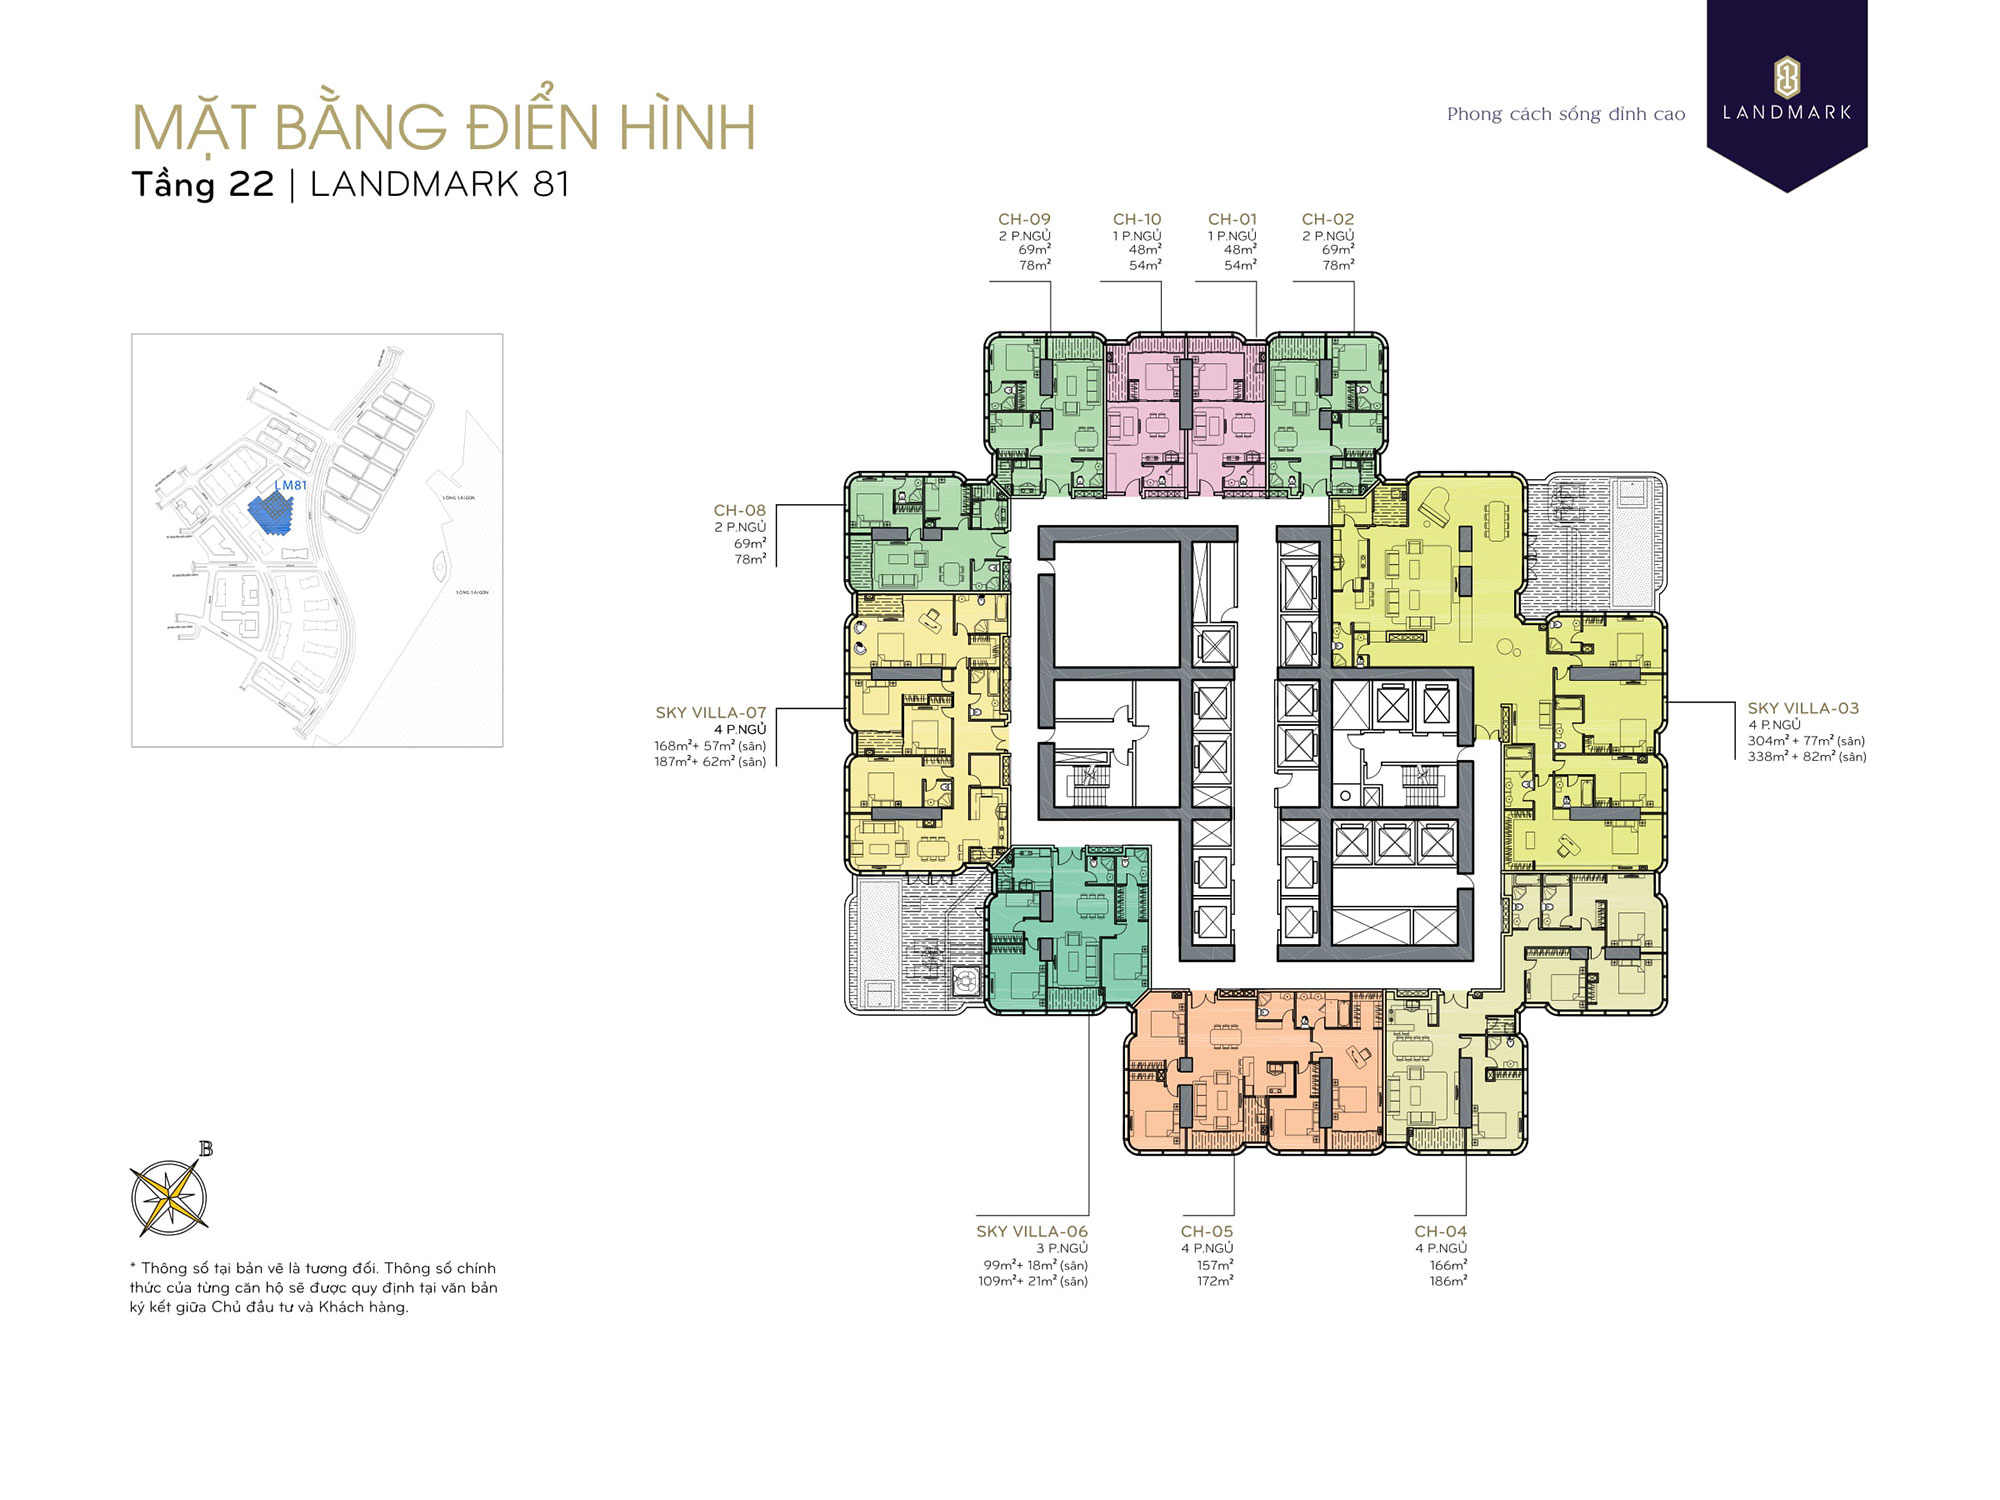 MẶT BẰNG ĐIỂN HÌNH
Tầng 22 | LANDMARK 81
Phong cách sống đỉnh cao
LANDMARK
CH-09
2 P.NGỦ
69m²
78m²
CH-10
1 P.NGỦ
48m²
54m²
CH-01
1 P.NGỦ
48m²
54m²
CH-02
2 P.NGỦ
69m²
78m²
LM81
SÔNG SÀI GÒN
SÔNG SÀI GÒN
CH-08
2 P.NGỦ
69m²
78m²
SKY VILLA-07
4 P.NGỦ
168m²+ 57m² (sân)
187m²+ 62m² (sân)
SKY VILLA-03
4 P.NGỦ
304m² + 77m² (sân)
338m² + 82m² (sân)
SKY VILLA-06
3 P.NGỦ
99m²+ 18m² (sân)
109m²+ 21m² (sân)
CH-05
4 P.NGỦ
157m²
172m²
CH-04
4 P.NGỦ
166m²
186m²
B
* Thông số tại bản vẽ là tương đối. Thông số chính
thức của từng căn hộ sẽ được quy định tại văn bản
ký kết giữa Chủ đầu tư và Khách hàng.